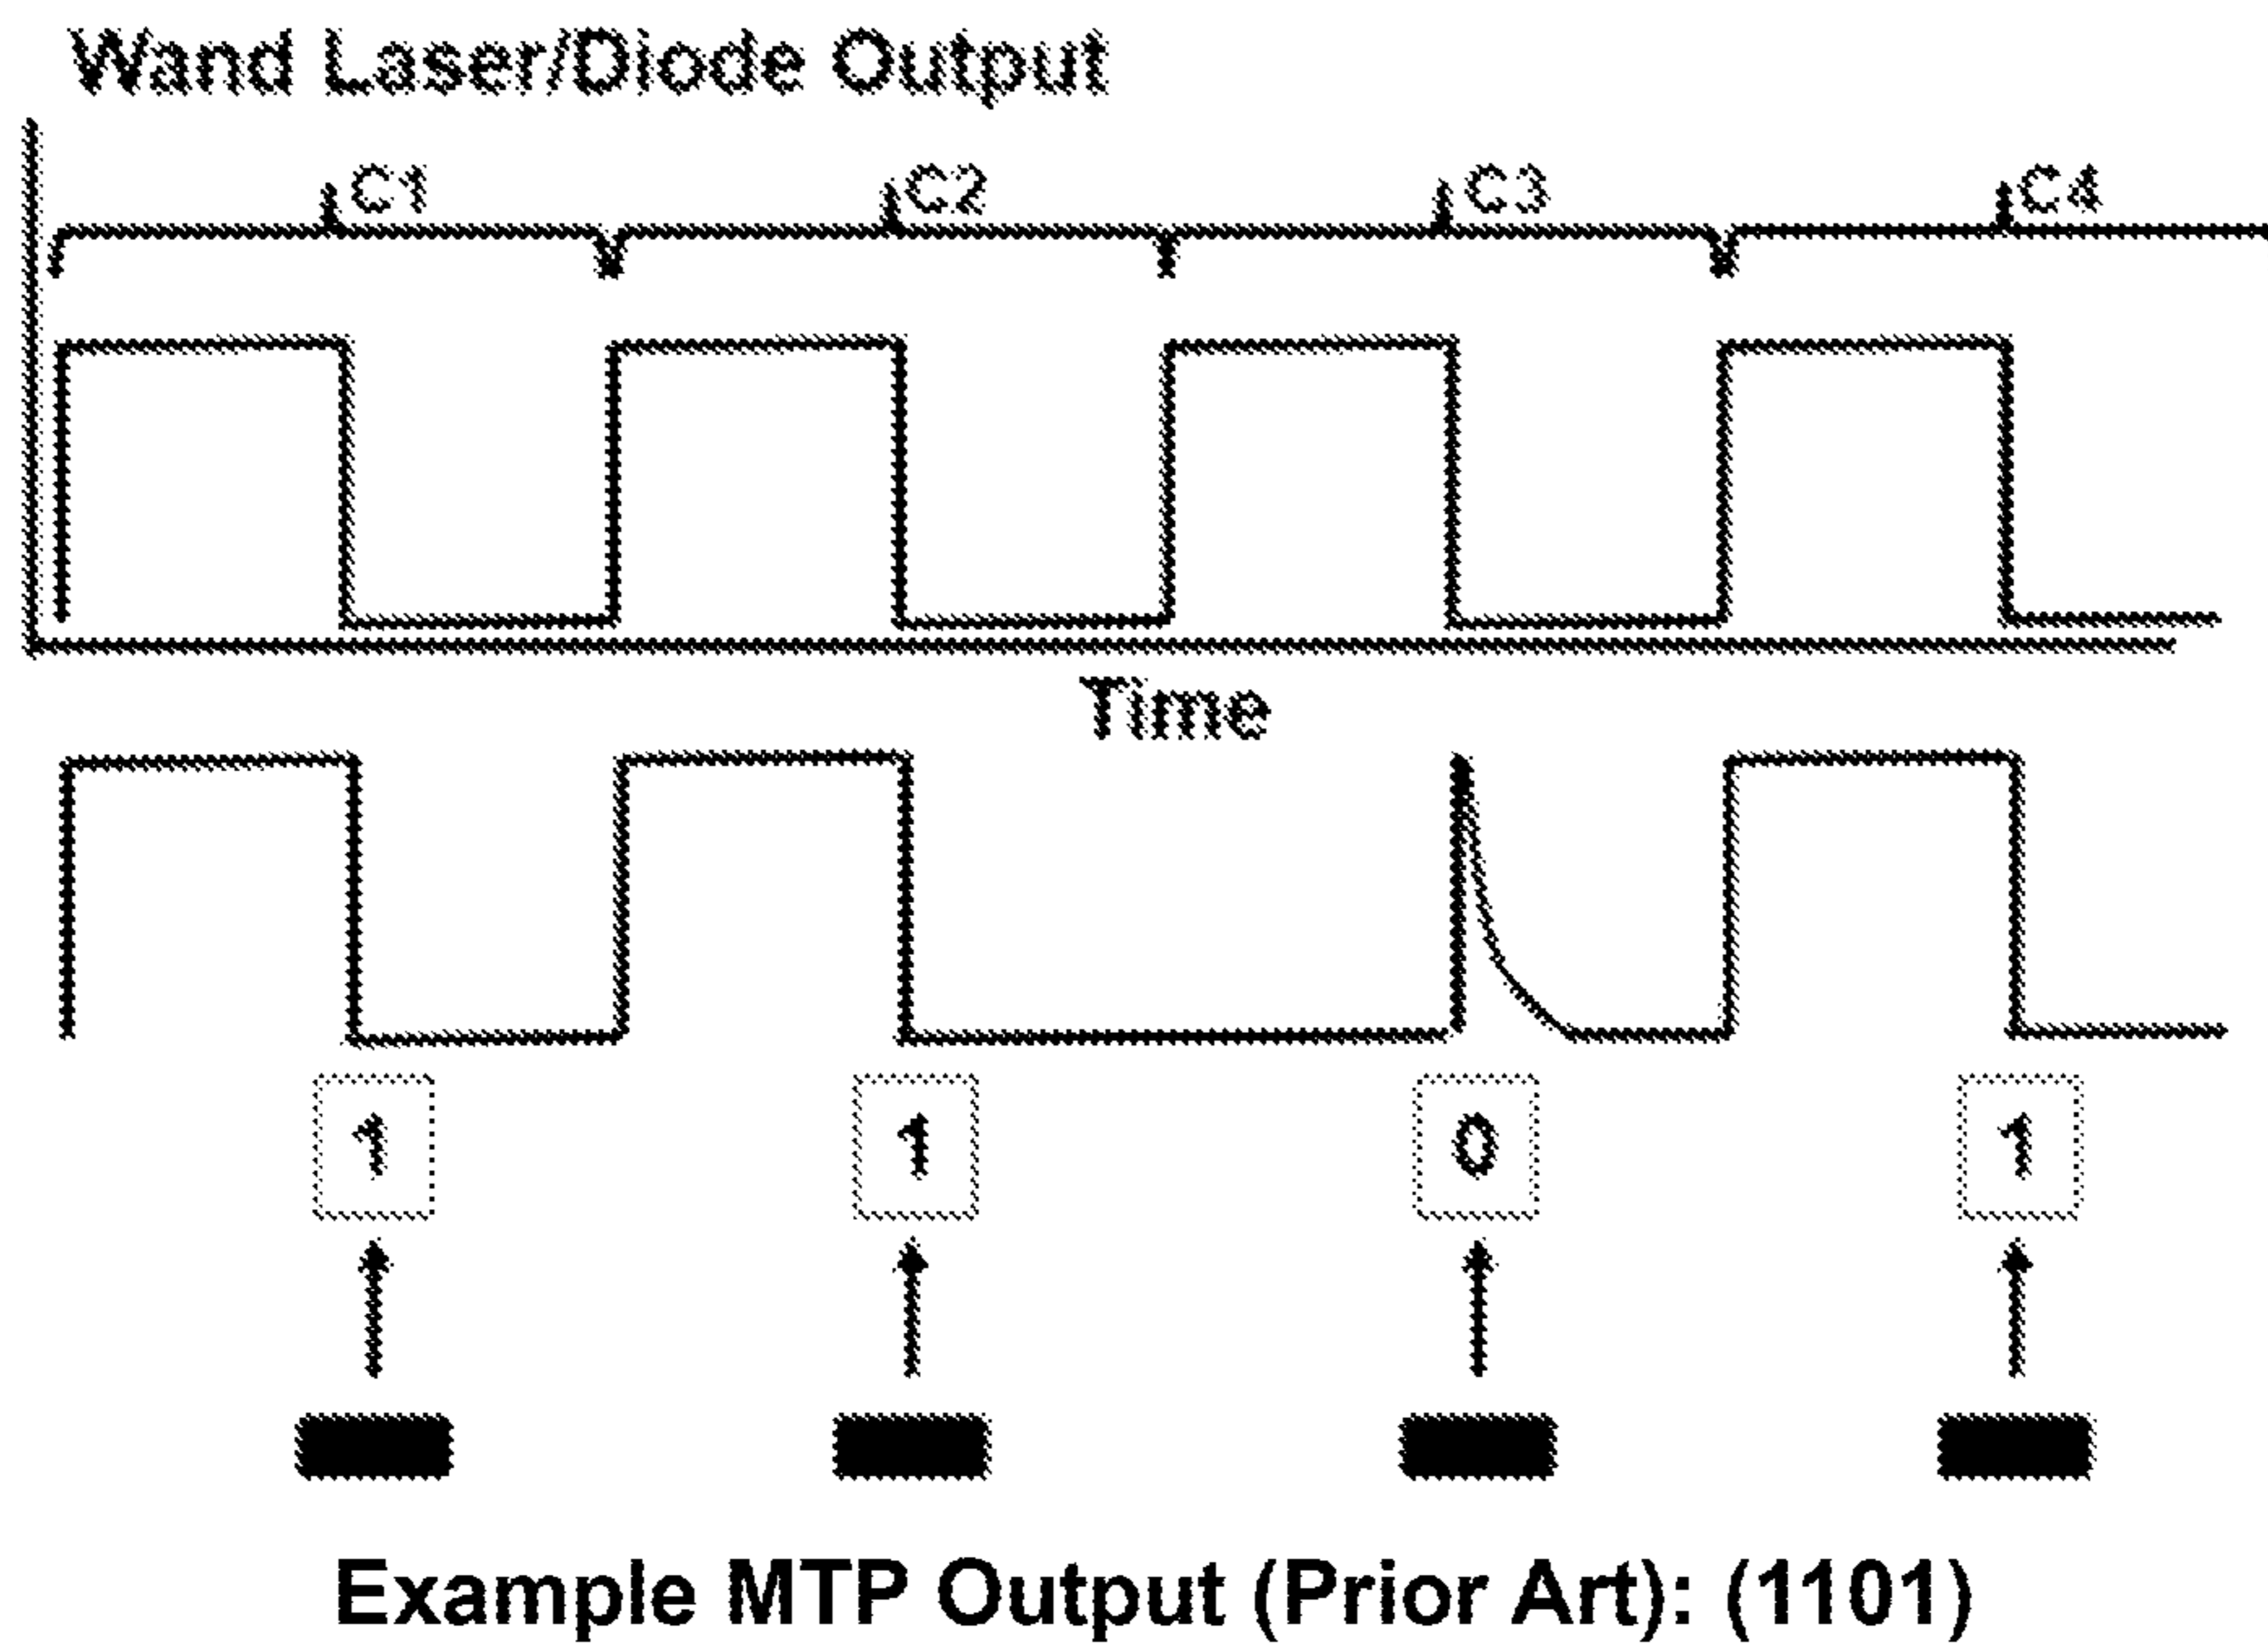 Wand Laser/Diode Output
C1 C2 C3 C4
Time
1 1 0 1
Example MTP Output (Prior Art): (1101)